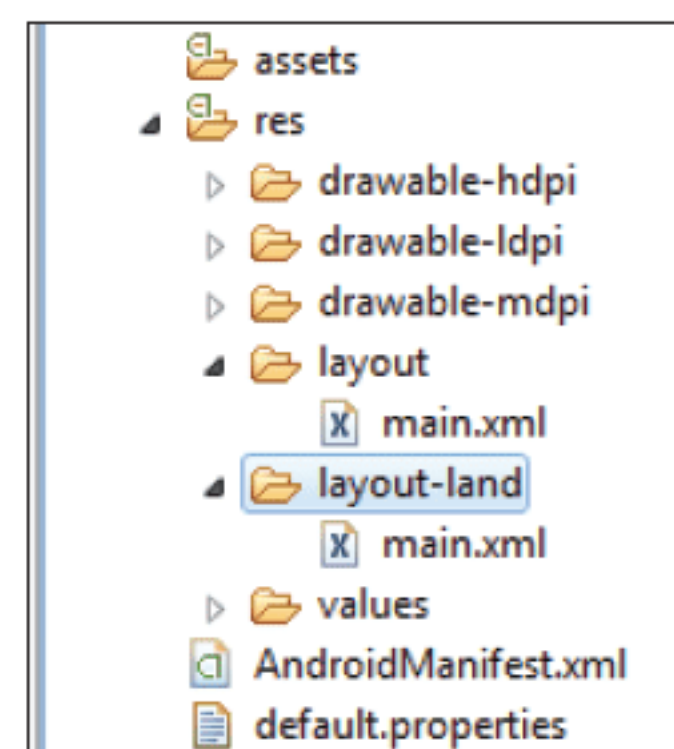 assets
res
drawable-hdpi
drawable-ldpi
drawable-mdpi
layout
main.xml
layout-land
main.xml
values
AndroidManifest.xml
default.properties